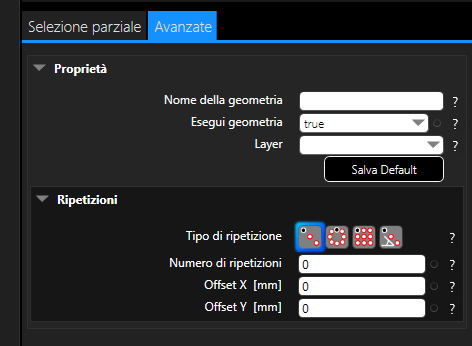 Selezione parziale Avanzate
Proprietà
Nome della geometria ?
Esegui geometria true ?
Layer ?
Salva Default
Ripetizioni
Tipo di ripetizione ?
Numero di ripetizioni 0 ?
Offset X [mm] 0 ?
Offset Y [mm] 0 ?